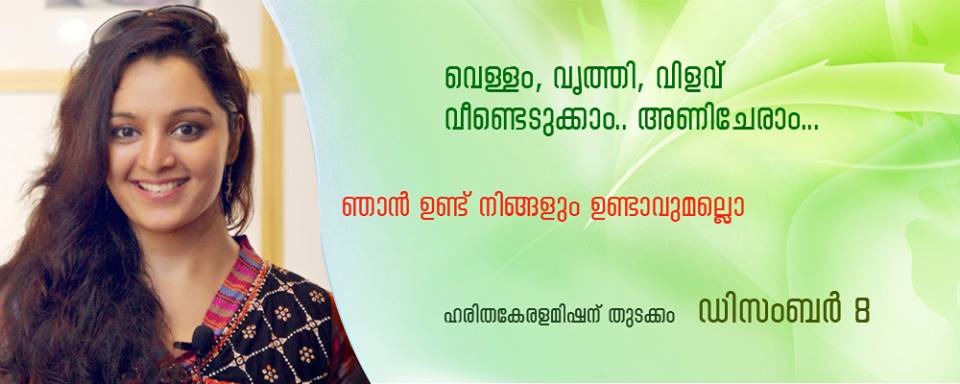 വെള്ളം, വൃത്തി, വിളവ്
വീണ്ടെടുക്കാം.. അണിചേരാം...
ഞാൻ ഉണ്ട് നിങ്ങളും ഉണ്ടാവുമല്ലൊ
ഹരിതകേരളമിഷന് തുടക്കം ഡിസംബർ 8